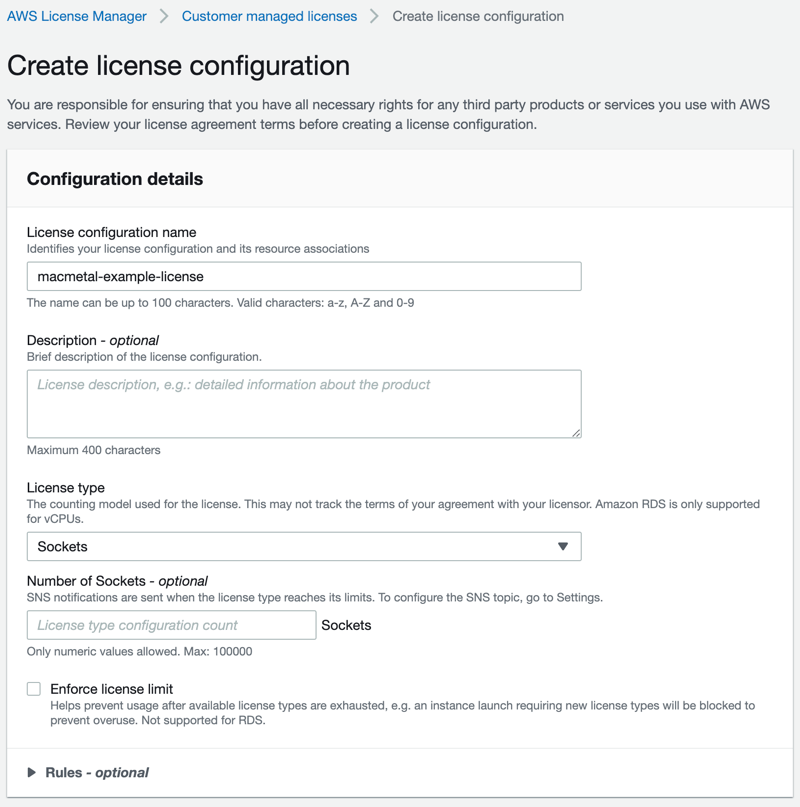 AWS License Manager > Customer managed licenses > Create license configuration
Create license configuration
You are responsible for ensuring that you have all necessary rights for any third party products or services you use with AWS
services. Review your license agreement terms before creating a license configuration.
Configuration details
License configuration name
Identifies your license configuration and its resource associations
macmetal-example-license
The name can be up to 100 characters. Valid characters: a-z, A-Z and 0-9
Description - optional
Brief description of the license configuration.
License description, e.g.: detailed information about the product
Maximum 400 characters
License type
The counting model used for the license. This may not track the terms of your agreement with your licensor. Amazon RDS is only supported
for vCPUs.
Sockets
Number of Sockets - optional
SNS notifications are sent when the license type reaches its limits. To configure the SNS topic, go to Settings.
License type configuration count Sockets
Only numeric values allowed. Max: 100000
Enforce license limit
Helps prevent usage after available license types are exhausted, e.g. an instance launch requiring new license types will be blocked to
prevent overuse. Not supported for RDS.
Rules - optional